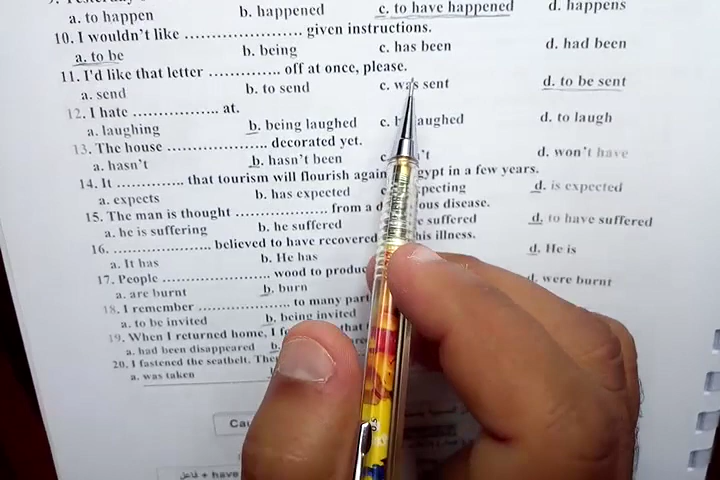 a. to happen b. happened c. to have happened d. happens
10. I wouldn't like ...................... given instructions.
a. to be b. being c. has been d. had been
11. I'd like that letter .............. off at once, please.
a. send b. to send c. was sent d. to be sent
12. I hate ................ at.
a. laughing b. being laughed c. d. to laugh
13. The house .................... decorated yet.
a. hasn't b. hasn't been c d. won't have
14. It .............. that tourism will flourish again in a few years.
a. expects b. has expected d. is expected
15. The man is thought ................... from a disease.
a. he is suffering b. he suffered suffered d. to have suffered
16. ..................... believed to have recovered his illness.
a. It has b. He has d. He is
17. People ................ wood to
a. are burnt b. burn were burnt
18. I remember .................. to many
a. to be invited b. being invited
19. When I returned home, I that
a. had been disappeared b.
20. I fastened the seatbelt.
a. was taken
+ have